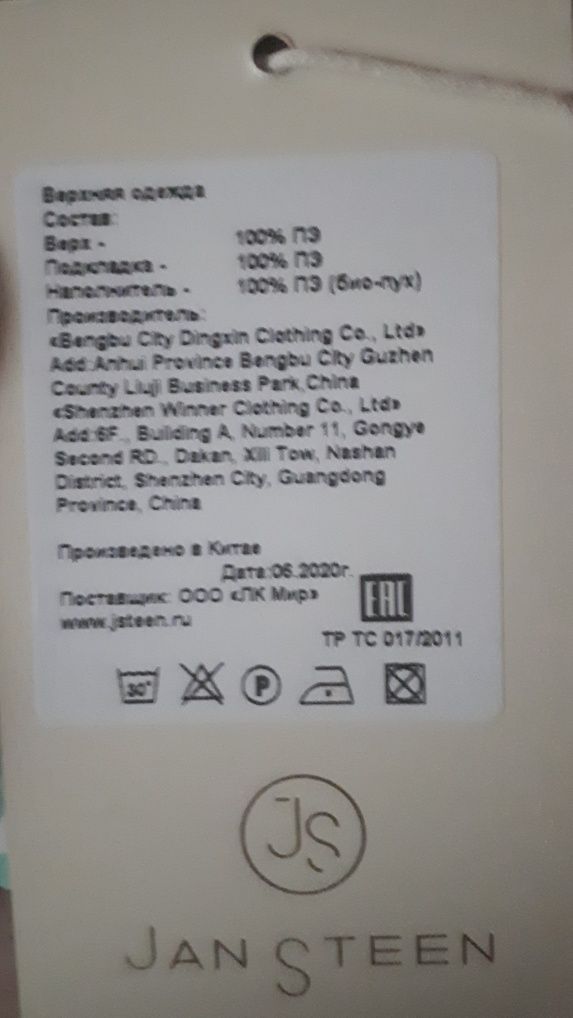 Верхняя одежда
Состав:
Верх - 100% ПЭ
Подкладка - 100% ПЭ
Наполнитель - 100% ПЭ (био-пух)
Производитель:
«Bengbu City Dingxin Clothing Co., Ltd»
Add:Anhui Province Bengbu City Guzhen
County Liuji Business Park,China
«Shenzhen Winner Clothing Co., Ltd»
Add:6F., Building A, Number 11, Gongye
Second RD., Dakan, Xili Tow, Nashan
District, Shenzhen City, Guangdong
Province, China
Произведено в Китае
Дата:06.2020г.
Поставщик: ООО «ЛК Мир»
www.jsteen.ru
EAC
ТР ТС 017/2011
30°
P
JS
JAN STEEN